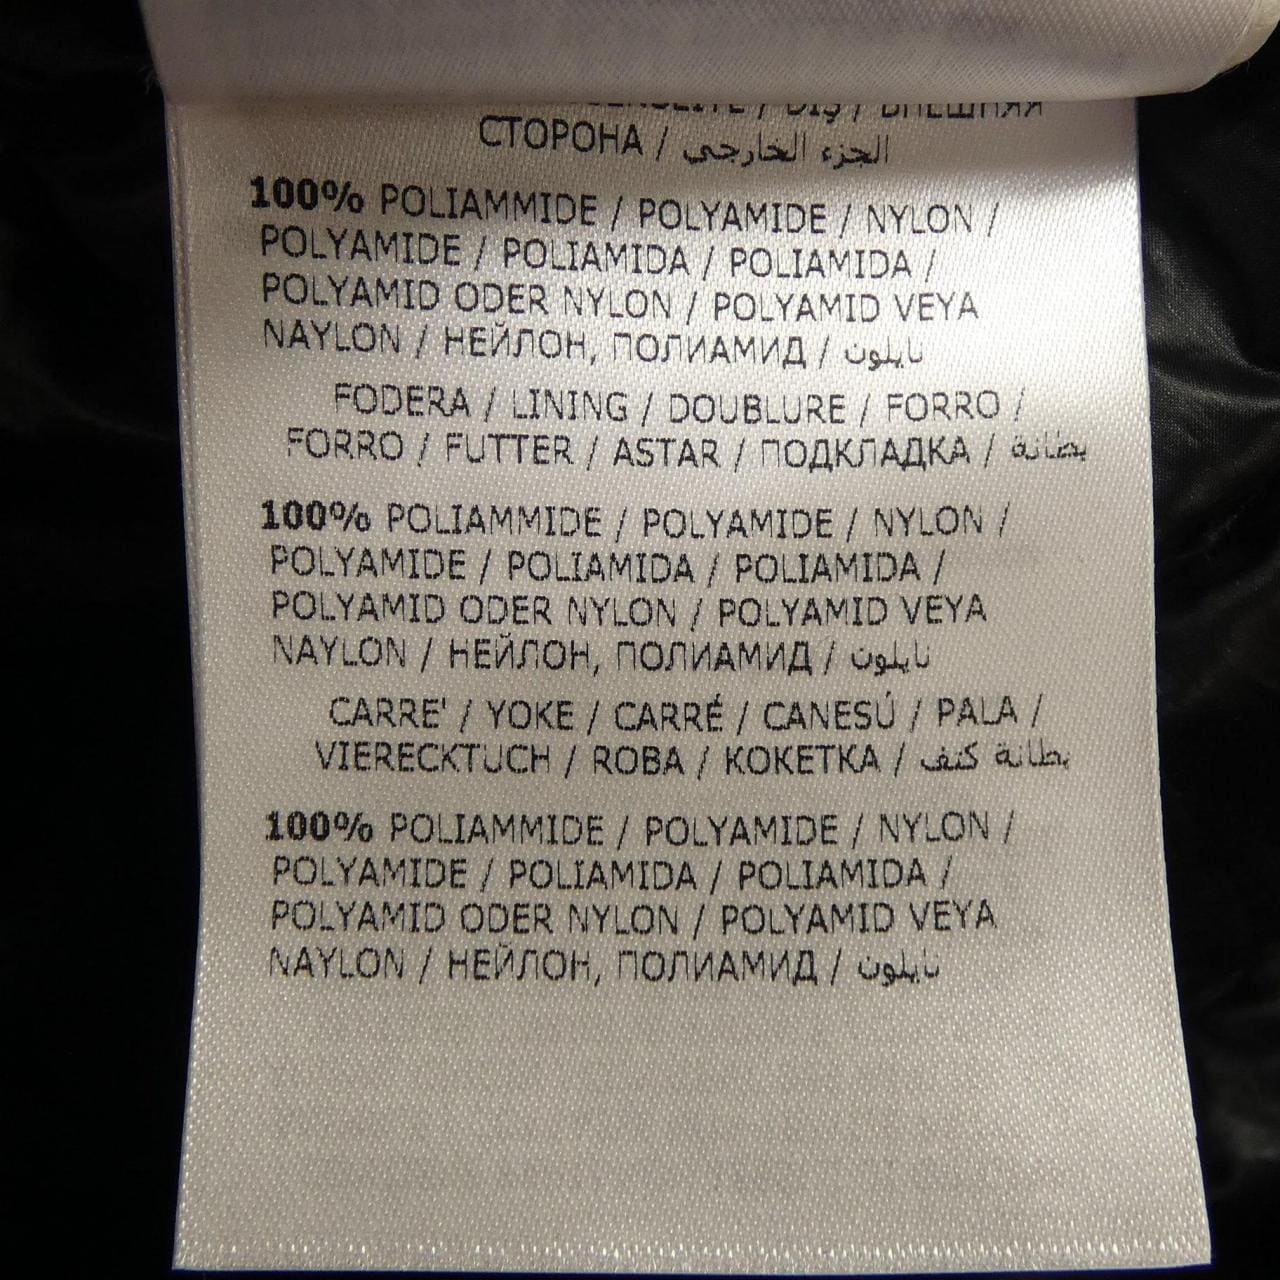 DIŞ / ВНЕШНЯЯ
СТОРОНА / الجزء الخارجي
100% POLIAMMIDE / POLYAMIDE / NYLON /
POLYAMIDE / POLIAMIDA / POLIAMIDA /
POLYAMID ODER NYLON / POLYAMID VEYA
NAYLON / НЕЙЛОН, ПОЛИАМИД / نايلون
FODERA / LINING / DOUBLURE / FORRO /
FORRO / FUTTER / ASTAR / ПОДКЛАДКА / بطانة
100% POLIAMMIDE / POLYAMIDE / NYLON /
POLYAMIDE / POLIAMIDA / POLIAMIDA /
POLYAMID ODER NYLON / POLYAMID VEYA
NAYLON / НЕЙЛОН, ПОЛИАМИД / نايلون
CARRE' / YOKE / CARRÉ / CANESÚ / PALA /
VIERECKTUCH / ROBA / КОКЕТКА / بطانة كتف
100% POLIAMMIDE / POLYAMIDE / NYLON /
POLYAMIDE / POLIAMIDA / POLIAMIDA /
POLYAMID ODER NYLON / POLYAMID VEYA
NAYLON / НЕЙЛОН, ПОЛИАМИД / نايلون